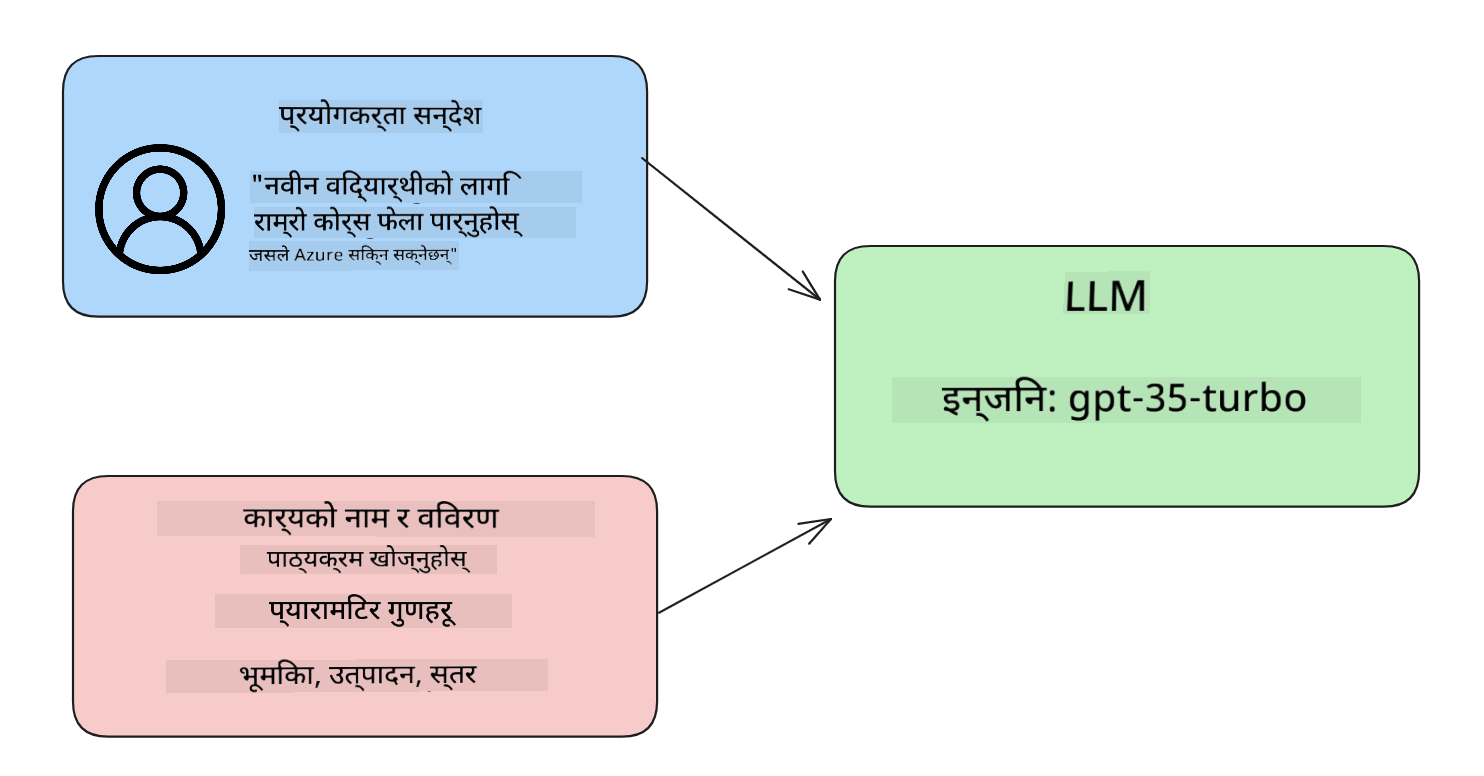 प्रयोगकर्ता सन्देश
"नवीन विद्यार्थीको लागि
राम्रो कोर्स फेला पार्नुहोस्
जसले Azure सिक्न सक्नेछन्"
LLM
इन्जिन: gpt-35-turbo
कार्यको नाम र विवरण
पाठ्यक्रम खोज्नुहोस्
प्यारामिटर गुणहरू
भूमिका, उत्पादन, स्तर